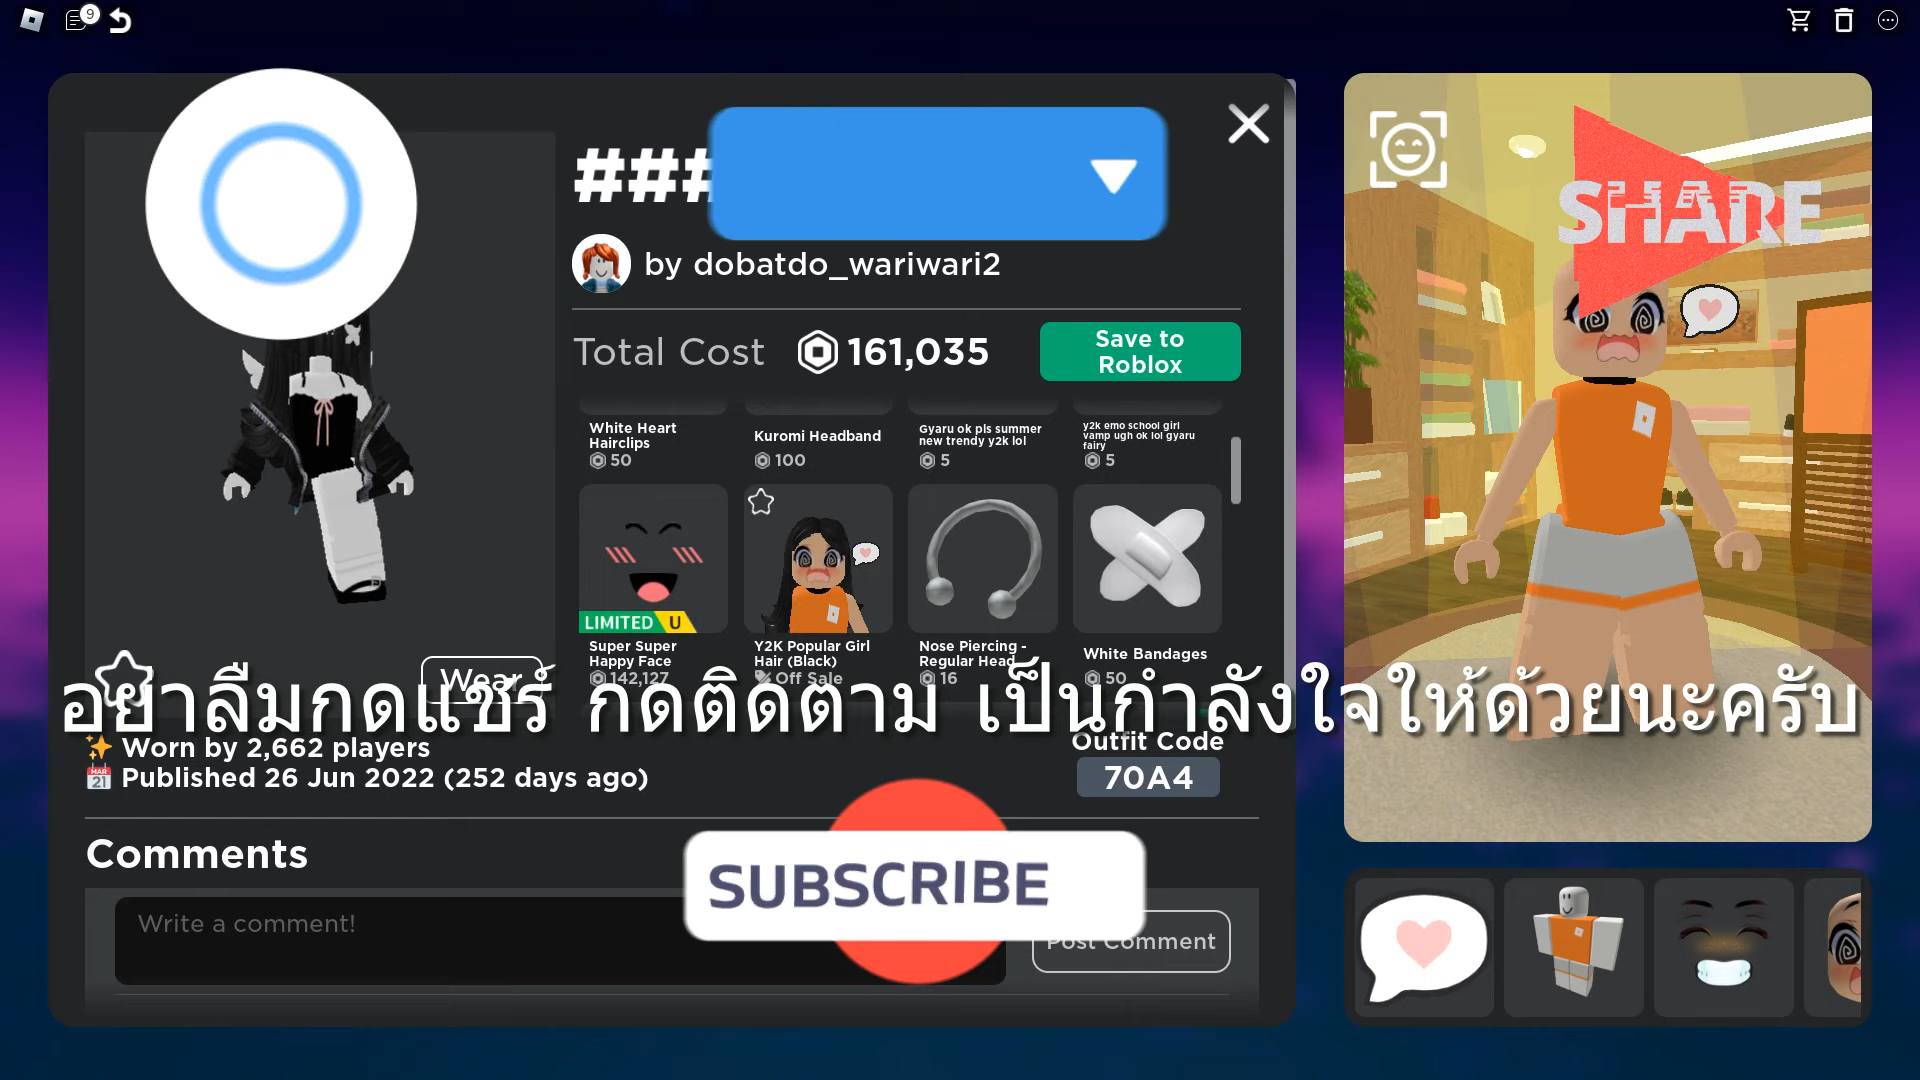 9
###
by dobatdo_wariwari2
SHARE
Total Cost 161,035
Save to
Roblox
White Heart
Hairclips
50
Kuromi Headband
100
Gyaru ok pls summer
new trendy y2k lol
5
y2k emo school girl
vamp ugh ok lol gyaru
fairy
5
LIMITED U
Super Super
Happy Face
142,127
Y2K Popular Girl
Hair (Black)
Off Sale
Nose Piercing -
Regular Head
16
White Bandages
50
Wear
อย่าลืมกดแชร์ กดติดตาม เป็นกำลังใจให้ด้วยนะครับ
Worn by 2,662 players
MAR
21
Published 26 Jun 2022 (252 days ago)
Outfit Code
70A4
Comments
Write a comment!
SUBSCRIBE
Post Comment